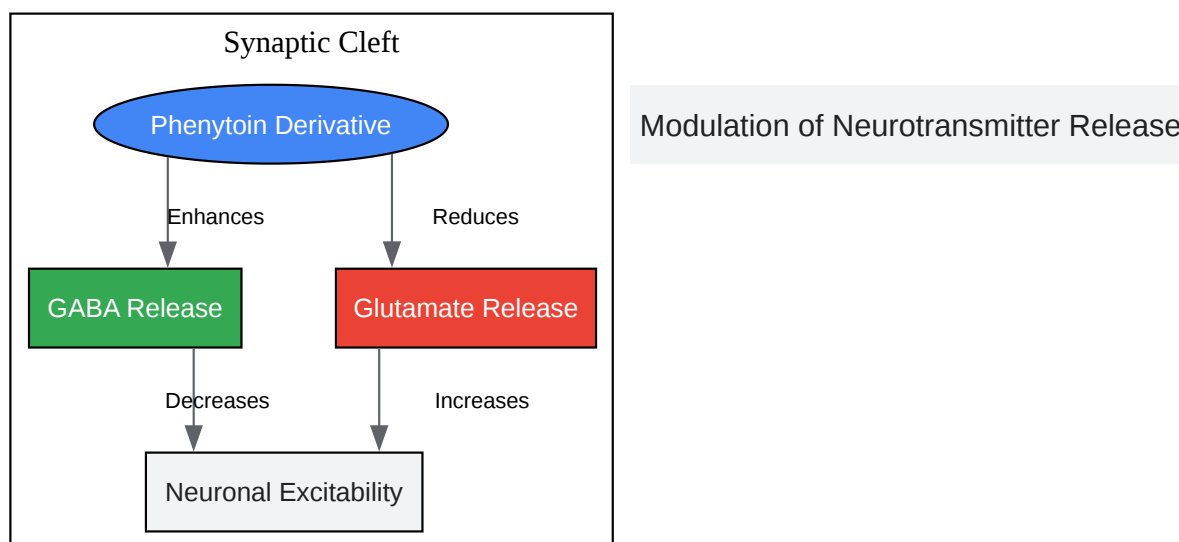 Synaptic Cleft
Phenytoin Derivative
Modulation of Neurotransmitter Release
Enhances
Reduces
GABA Release
Glutamate Release
Decreases
Increases
Neuronal Excitability